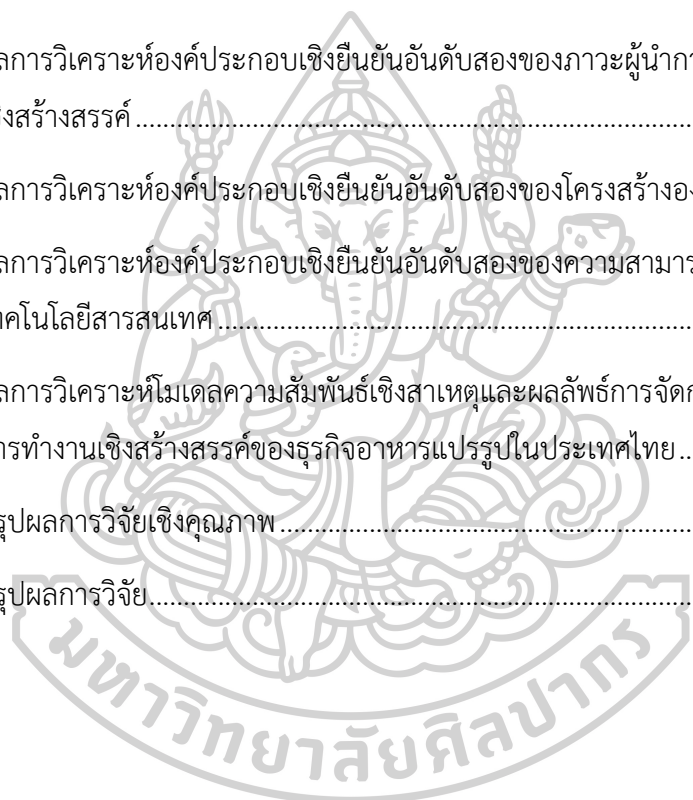 ลการวิเคราะห์องค์ประกอบเชิงยืนยันอันดับสองของภาวะผู้นำกา
ชิงสร้างสรรค์..........................................................................................
ลการวิเคราะห์องค์ประกอบเชิงยืนยันอันดับสองของโครงสร้างอง
ลการวิเคราะห์องค์ประกอบเชิงยืนยันอันดับสองของความสามาร
ทคโนโลยีสารสนเทศ..............................................................................
ลการวิเคราะห์โมเดลความสัมพันธ์เชิงสาเหตุและผลลัพธ์การจัดก
ารทำงานเชิงสร้างสรรค์ของธุรกิจอาหารแปรรูปในประเทศไทย..
รุปผลการวิจัยเชิงคุณภาพ......................................................................
รุปผลการวิจัย........................................................................................
มหาวิทยาลัยศิลปากร